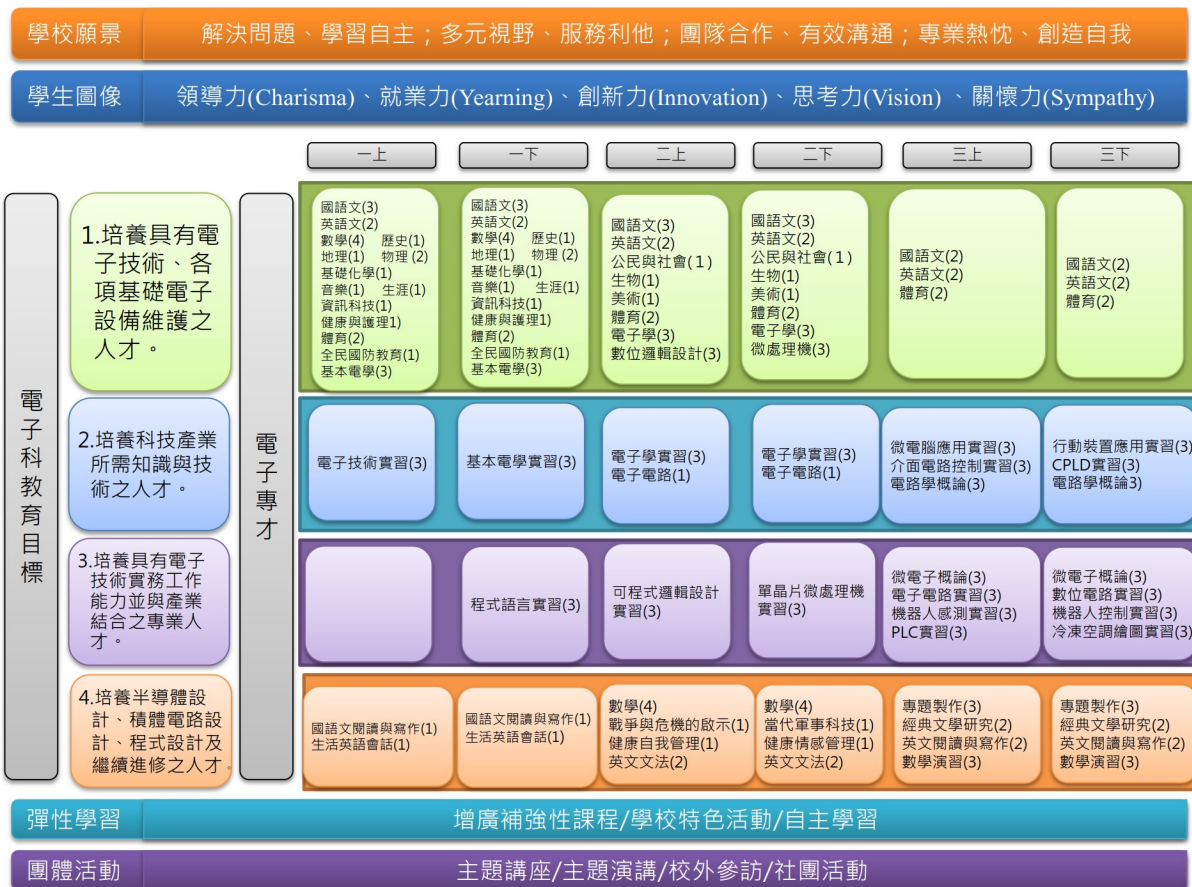 學校願景 解決問題、學習自主；多元視野、服務利他；團隊合作、有效溝通；專業熱忱、創造自我
學生圖像 領導力(Charisma)、就業力(Yearning)、創新力(Innovation)、思考力(Vision) 、關懷力(Sympathy)
一上
一下
二上
二下
三上
三下
電子科教育目標
電子專才
1.培養具有電
子技術、各
項基礎電子
設備維護之
人才。
國語文(3)
英語文(2)
數學(4) 歷史(1)
地理(1) 物理(2)
基礎化學(1)
音樂(1) 生涯(1)
資訊科技(1)
健康與護理1)
體育(2)
全民國防教育(1)
基本電學(3)
國語文(3)
英語文(2)
數學(4) 歷史(1)
地理(1) 物理(2)
基礎化學(1)
音樂(1) 生涯(1)
資訊科技(1)
健康與護理1)
體育(2)
全民國防教育(1)
基本電學(3)
國語文(3)
英語文(2)
公民與社會(１)
生物(1)
美術(1)
體育(2)
電子學(3)
數位邏輯設計(3)
國語文(3)
英語文(2)
公民與社會(１)
生物(1)
美術(1)
體育(2)
電子學(3)
微處理機(3)
國語文(2)
英語文(2)
體育(2)
國語文(2)
英語文(2)
體育(2)
2.培養科技產業
所需知識與技
術之人才。
電子技術實習(3)
基本電學實習(3)
電子學實習(3)
電子電路(1)
電子學實習(3)
電子電路(1)
微電腦應用實習(3)
介面電路控制實習(3)
電路學概論(3)
行動裝置應用實習(3)
CPLD實習(3)
電路學概論3)
3.培養具有電子
技術實務工作
能力並與產業
結合之專業人
才。
程式語言實習(3)
可程式邏輯設計
實習(3)
單晶片微處理機
實習(3)
微電子概論(3)
電子電路實習(3)
機器人感測實習(3)
PLC實習(3)
微電子概論(3)
數位電路實習(3)
機器人控制實習(3)
冷凍空調繪圖實習(3)
4.培養半導體設
計、積體電路設
計、程式設計及
繼續進修之人才。
國語文閱讀與寫作(1)
生活英語會話(1)
國語文閱讀與寫作(1)
生活英語會話(1)
數學(4)
戰爭與危機的啟示(1)
健康自我管理(1)
英文文法(2)
數學(4)
當代軍事科技(1)
健康情感管理(1)
英文文法(2)
專題製作(3)
經典文學研究(2)
英文閱讀與寫作(2)
數學演習(3)
專題製作(3)
經典文學研究(2)
英文閱讀與寫作(2)
數學演習(3)
彈性學習 增廣補強性課程/學校特色活動/自主學習
團體活動 主題講座/主題演講/校外參訪/社團活動